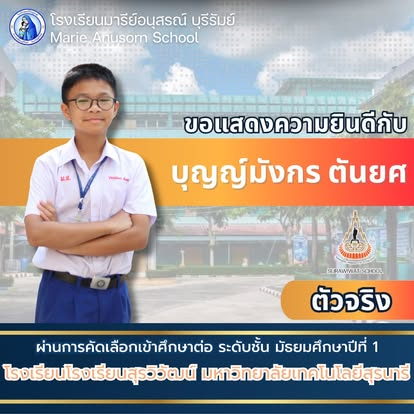 โรงเรียนมารีย์อนุสรณ์ บุรีรัมย์
Marie Anusorn School
ขอแสดงความยินดีกับ
บุญญ์มังกร ตันยศ
SURAWIWAT SCHOOL
ตัวจริง
ผ่านการคัดเลือกเข้าศึกษาต่อ ระดับชั้น มัธยมศึกษาปีที่ 1
โรงเรียนโรงเรียนสุรวิวัฒน์ มหาวิทยาลัยเทคโนโลยีสุรนารี